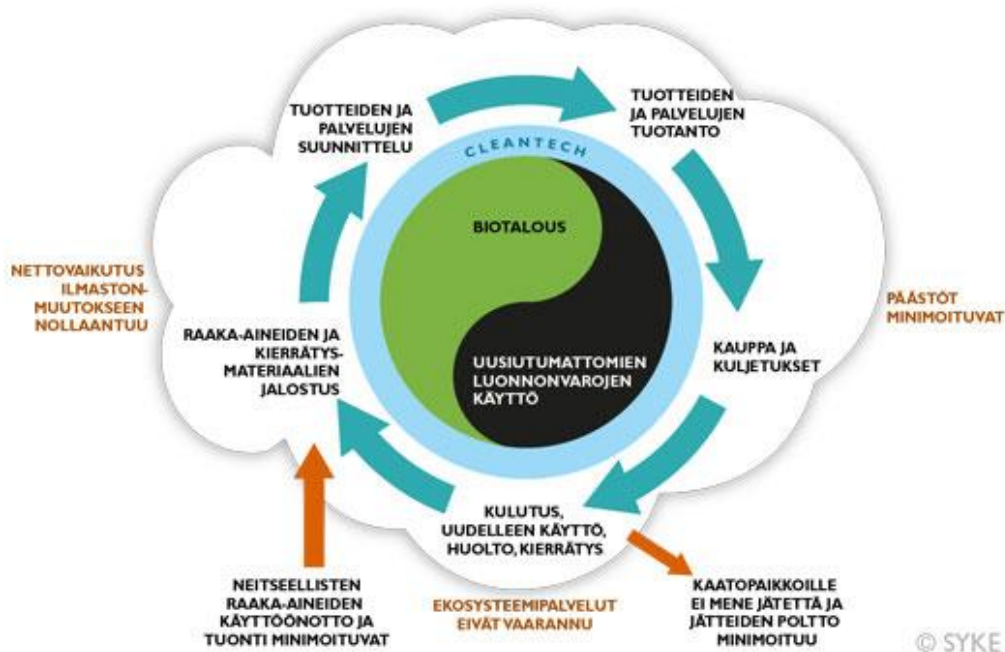 TUOTTEIDEN JA
PALVELUJEN
SUUNNITTELU
TUOTTEIDEN
JA PALVELUJEN
TUOTANTO
CLEANTECH
BIOTALOUS
NETTOVAIKUTUS
ILMASTON-
MUUTOKSEEN
NOLLAANTUU
PÄÄSTÖT
MINIMOITUVAT
RAAKA-AINEIDEN JA
KIERRÄTYS-
MATERIAALIEN
JALOSTUS
UUSIUTUMATTOMIEN
LUONNONVAROJEN
KÄYTTÖ
KAUPPA JA
KULJETUKSET
KULUTUS,
UUDELLEEN KÄYTTÖ,
HUOLTO, KIERRÄTYS
NEITSEELLISTEN
RAAKA-AINEIDEN
KÄYTTÖÖNOTTO JA
TUONTI MINIMOITUVAT
EKOSYSTEEMIPALVELUT
EIVÄT VAARANNU
KAATOPAIKKOILLE
EI MENE JÄTETTÄ JA
JÄTTEIDEN POLTTO
MINIMOITUU
© SYKE